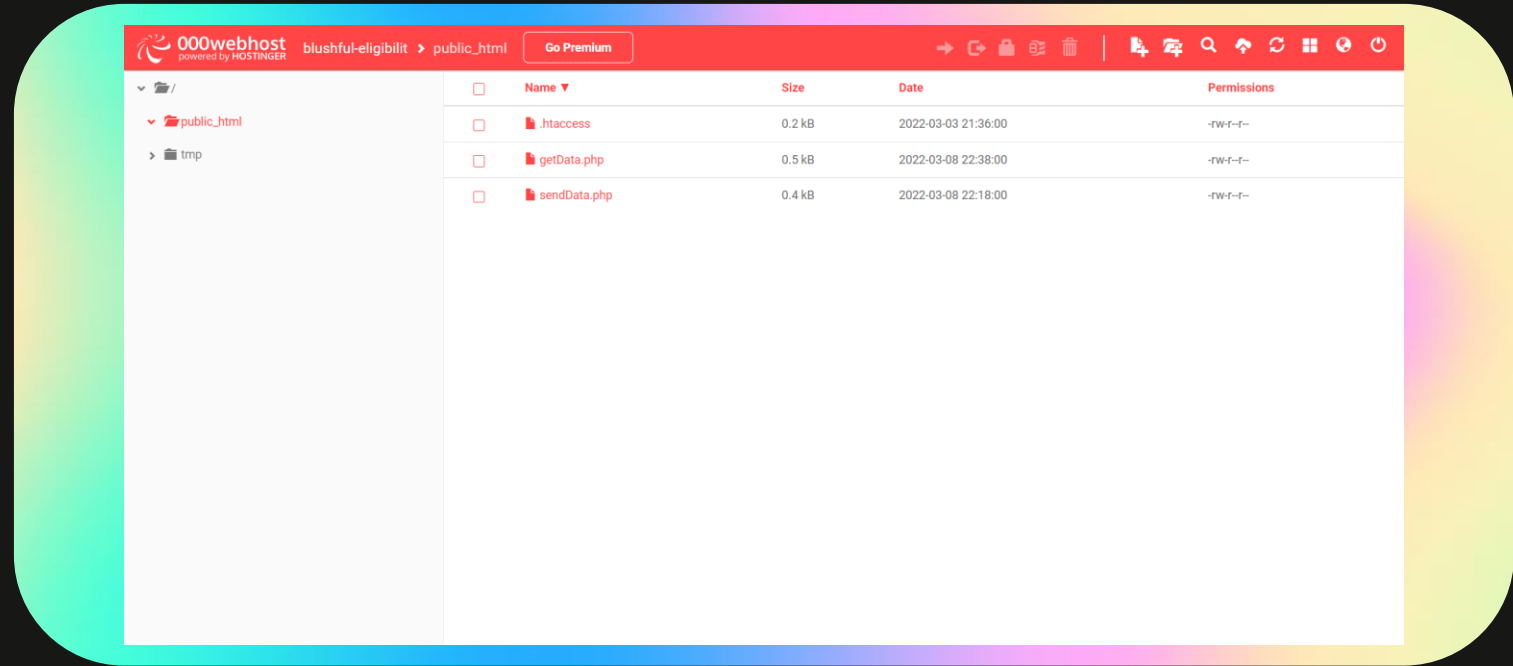 000webhost
powered by HOSTINGER
blushful-eligibilit > public_html
Go Premium
/
public_html
tmp
Name ▼ Size Date Permissions
.htaccess 0.2 kB 2022-03-03 21:36:00 -rw-r--r--
getData.php 0.5 kB 2022-03-08 22:38:00 -rw-r--r--
sendData.php 0.4 kB 2022-03-08 22:18:00 -rw-r--r--